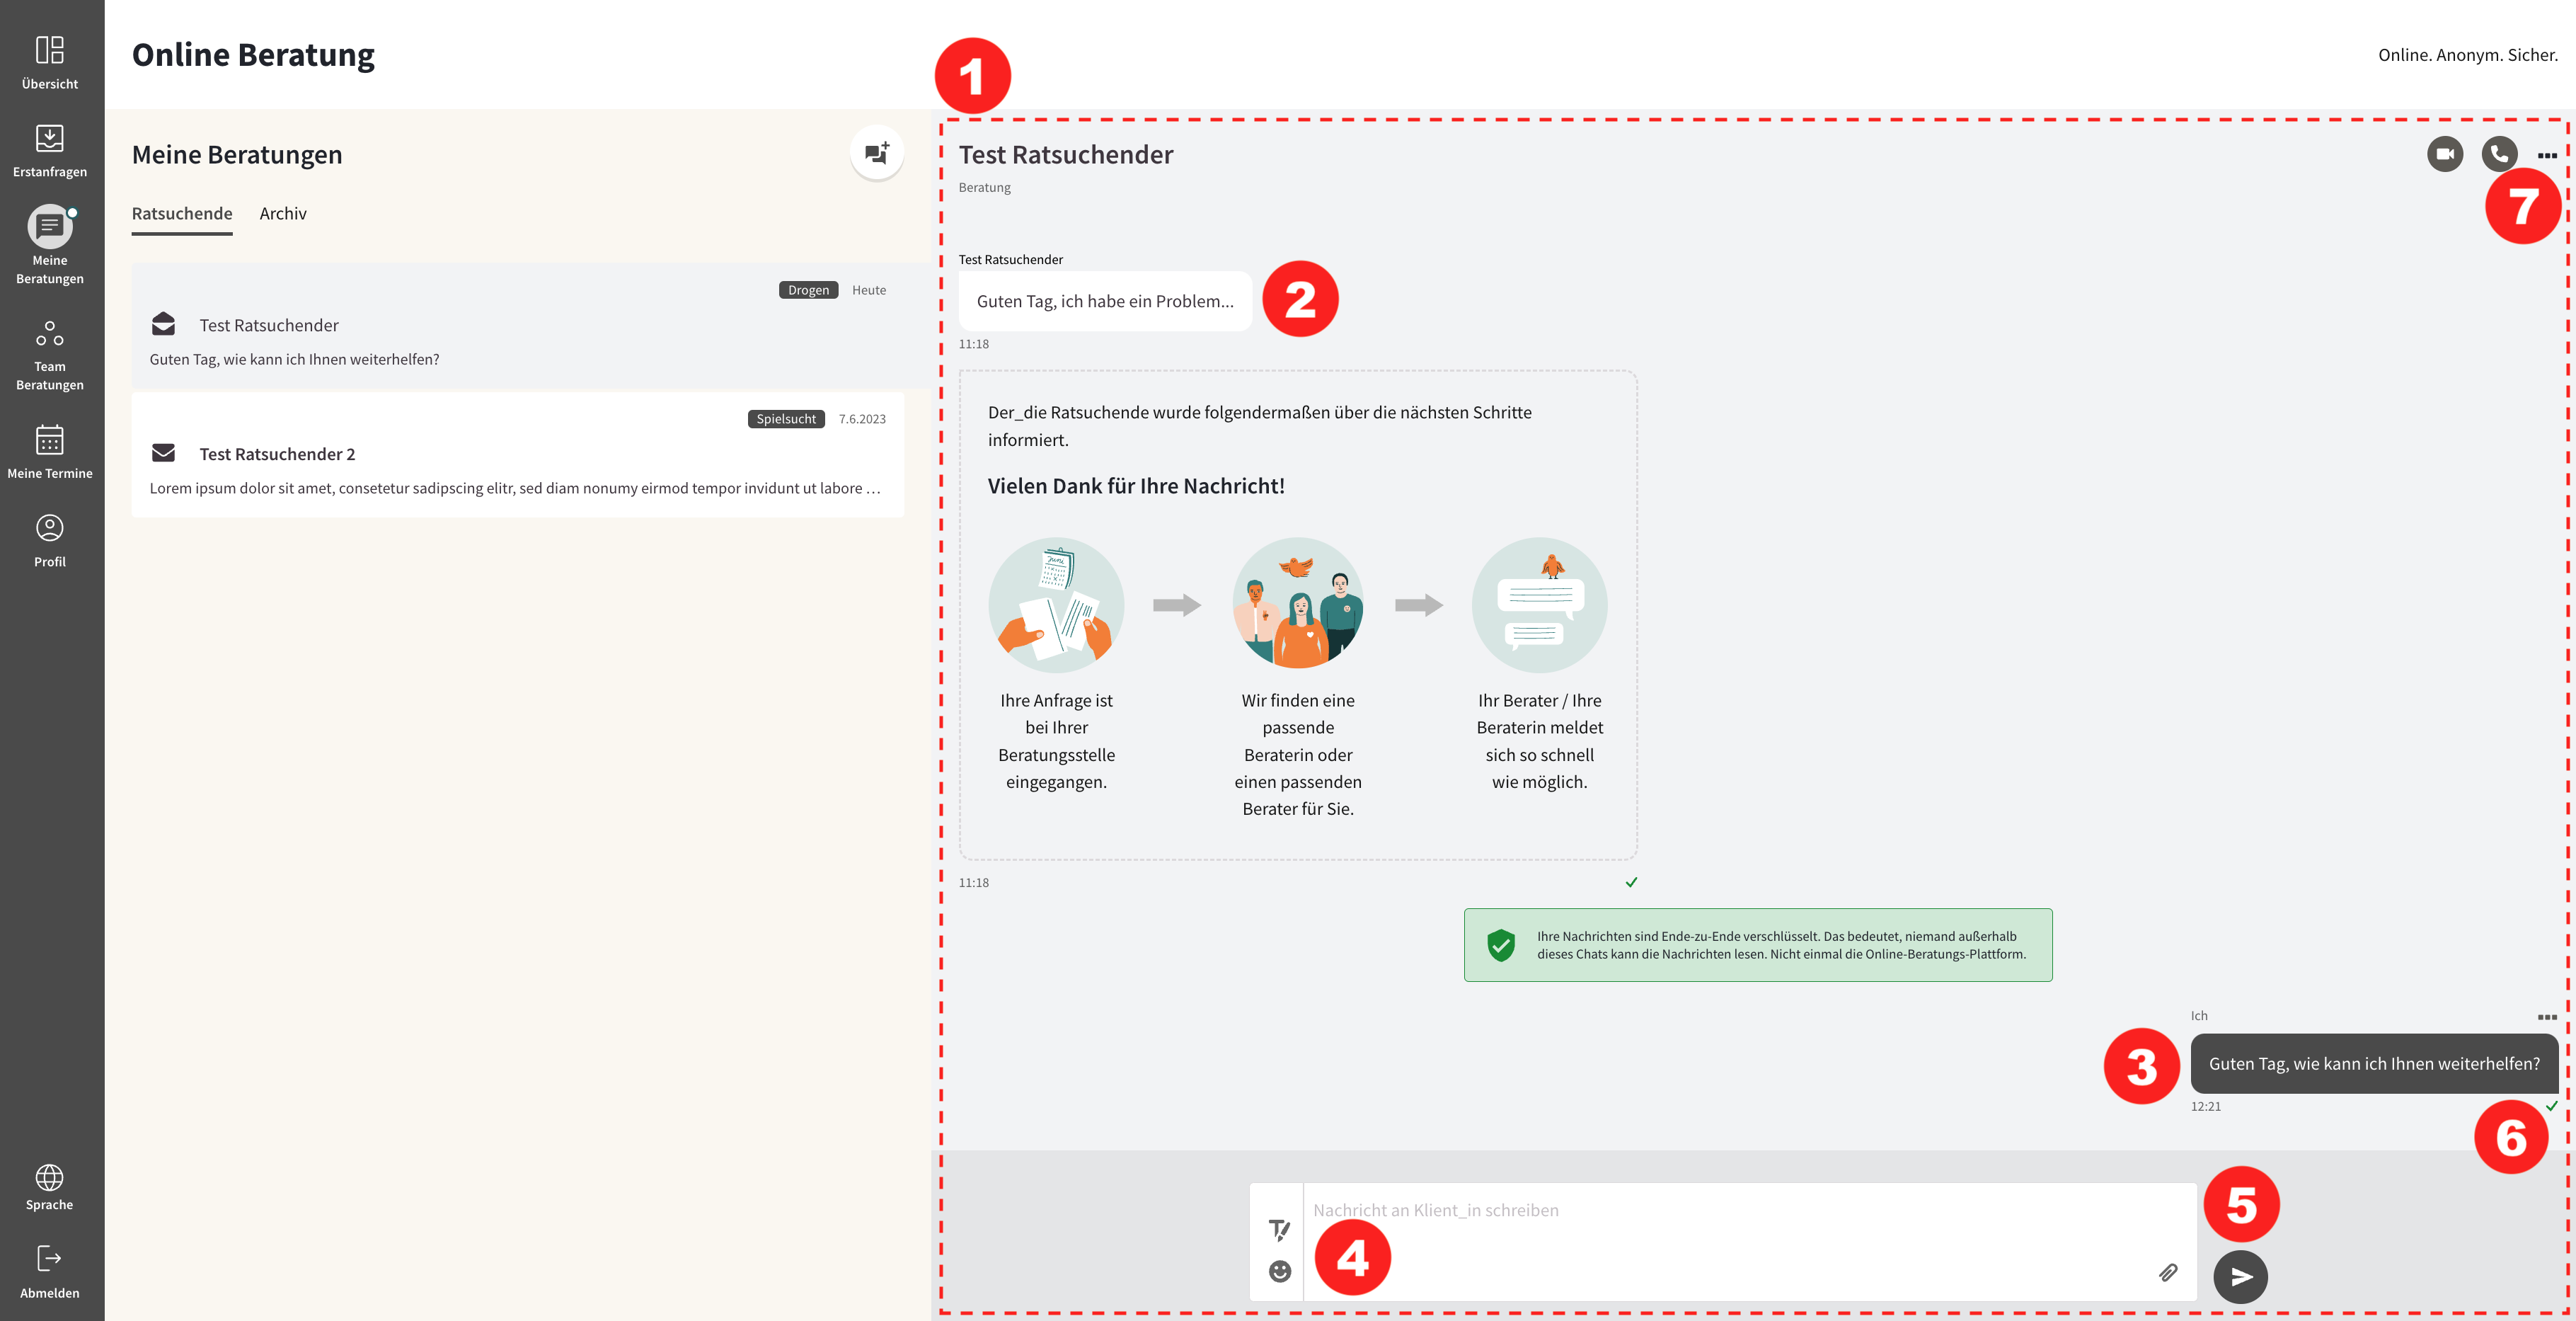 Übersicht
Erstanfragen
Meine
Beratungen
Team
Beratungen
Meine Termine
Profil
Sprache
Abmelden
Online Beratung
Online. Anonym. Sicher.
Meine Beratungen
Ratsuchende Archiv
Drogen Heute
Test Ratsuchender
Guten Tag, wie kann ich Ihnen weiterhelfen?
Spielsucht 7.6.2023
Test Ratsuchender 2
Lorem ipsum dolor sit amet, consetetur sadipscing elitr, sed diam nonumy eirmod tempor invidunt ut labore ...
1
Test Ratsuchender
Beratung
7
Test Ratsuchender
Guten Tag, ich habe ein Problem...
2
11:18
Der_die Ratsuchende wurde folgendermaßen über die nächsten Schritte
informiert.
Vielen Dank für Ihre Nachricht!
Juni
Ihre Anfrage ist
bei Ihrer
Beratungsstelle
eingegangen.
Wir finden eine
passende
Beraterin oder
einen passenden
Berater für Sie.
Ihr Berater / Ihre
Beraterin meldet
sich so schnell
wie möglich.
11:18
Ihre Nachrichten sind Ende-zu-Ende verschlüsselt. Das bedeutet, niemand außerhalb
dieses Chats kann die Nachrichten lesen. Nicht einmal die Online-Beratungs-Plattform.
Ich
3
Guten Tag, wie kann ich Ihnen weiterhelfen?
12:21
6
Nachricht an Klient_in schreiben
4
5